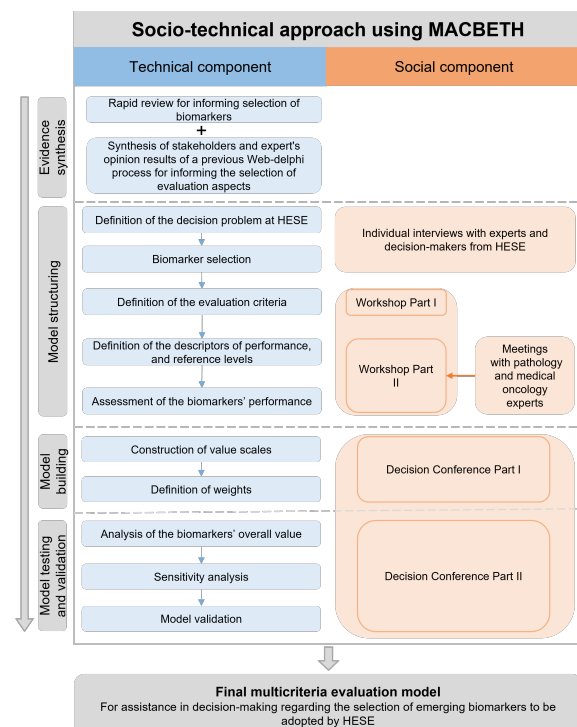 Socio-technical approach using MACBETH
Technical component
Social component
Evidence
synthesis
Rapid review for informing selection of
biomarkers
+
Synthesis of stakeholders and expert's
opinion results of a previous Web-delphi
process for informing the selection of
evaluation aspects
Model structuring
Definition of the decision problem at HESE
Biomarker selection
Definition of the evaluation criteria
Definition of the descriptors of performance,
and reference levels
Assessment of the biomarkers' performance
Individual interviews with experts and
decision-makers from HESE
Workshop Part I
Workshop Part
II
Meetings
with pathology
and medical
oncology
experts
Model
building
Construction of value scales
Definition of weights
Decision Conference Part I
Model testing
and validation
Analysis of the biomarkers' overall value
Sensitivity analysis
Model validation
Decision Conference Part II
Final multicriteria evaluation model
For assistance in decision-making regarding the selection of emerging biomarkers to be
adopted by HESE